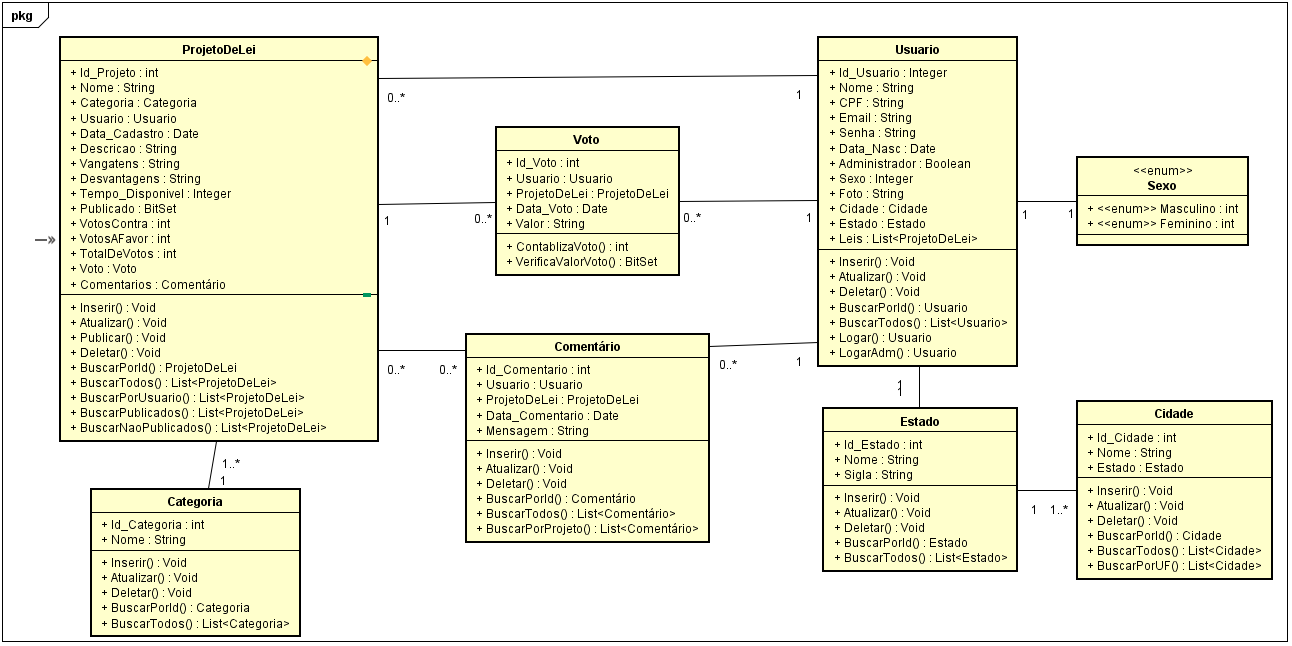 pkg
ProjetoDeLei
+ Id_Projeto : int
+ Nome : String
+ Categoria : Categoria
+ Usuario : Usuario
+ Data_Cadastro : Date
+ Descricao : String
+ Vangatens : String
+ Desvantagens : String
+ Tempo_Disponivel : Integer
+ Publicado : BitSet
+ VotosContra : int
+ VotosAFavor : int
+ TotalDeVotos : int
+ Voto : Voto
+ Comentarios : Comentário
+ Inserir() : Void
+ Atualizar() : Void
+ Publicar() : Void
+ Deletar() : Void
+ BuscarPorId() : ProjetoDeLei
+ BuscarTodos() : List<ProjetoDeLei>
+ BuscarPorUsuario() : List<ProjetoDeLei>
+ BuscarPublicados() : List<ProjetoDeLei>
+ BuscarNaoPublicados() : List<ProjetoDeLei>
0..*
1
Voto
+ Id_Voto : int
+ Usuario : Usuario
+ ProjetoDeLei : ProjetoDeLei
+ Data_Voto : Date
+ Valor : String
+ ContablizaVoto() : int
+ VerificaValorVoto() : BitSet
1
0..*
0..*
1
Usuario
+ Id_Usuario : Integer
+ Nome : String
+ CPF : String
+ Email : String
+ Senha : String
+ Data_Nasc : Date
+ Administrador : Boolean
+ Sexo : Integer
+ Foto : String
+ Cidade : Cidade
+ Estado : Estado
+ Leis : List<ProjetoDeLei>
+ Inserir() : Void
+ Atualizar() : Void
+ Deletar() : Void
+ BuscarPorId() : Usuario
+ BuscarTodos() : List<Usuario>
+ Logar() : Usuario
+ LogarAdm() : Usuario
1
1
<<enum>>
Sexo
+ <<enum>> Masculino : int
+ <<enum>> Feminino : int
0..*
0..*
Comentário
+ Id_Comentario : int
+ Usuario : Usuario
+ ProjetoDeLei : ProjetoDeLei
+ Data_Comentario : Date
+ Mensagem : String
+ Inserir() : Void
+ Atualizar() : Void
+ Deletar() : Void
+ BuscarPorId() : Comentário
+ BuscarTodos() : List<Comentário>
+ BuscarPorProjeto() : List<Comentário>
0..*
1
1
1
Estado
+ Id_Estado : int
+ Nome : String
+ Sigla : String
+ Inserir() : Void
+ Atualizar() : Void
+ Deletar() : Void
+ BuscarPorId() : Estado
+ BuscarTodos() : List<Estado>
1
1..*
Cidade
+ Id_Cidade : int
+ Nome : String
+ Estado : Estado
+ Inserir() : Void
+ Atualizar() : Void
+ Deletar() : Void
+ BuscarPorId() : Cidade
+ BuscarTodos() : List<Cidade>
+ BuscarPorUF() : List<Cidade>
1..*
1
Categoria
+ Id_Categoria : int
+ Nome : String
+ Inserir() : Void
+ Atualizar() : Void
+ Deletar() : Void
+ BuscarPorId() : Categoria
+ BuscarTodos() : List<Categoria>